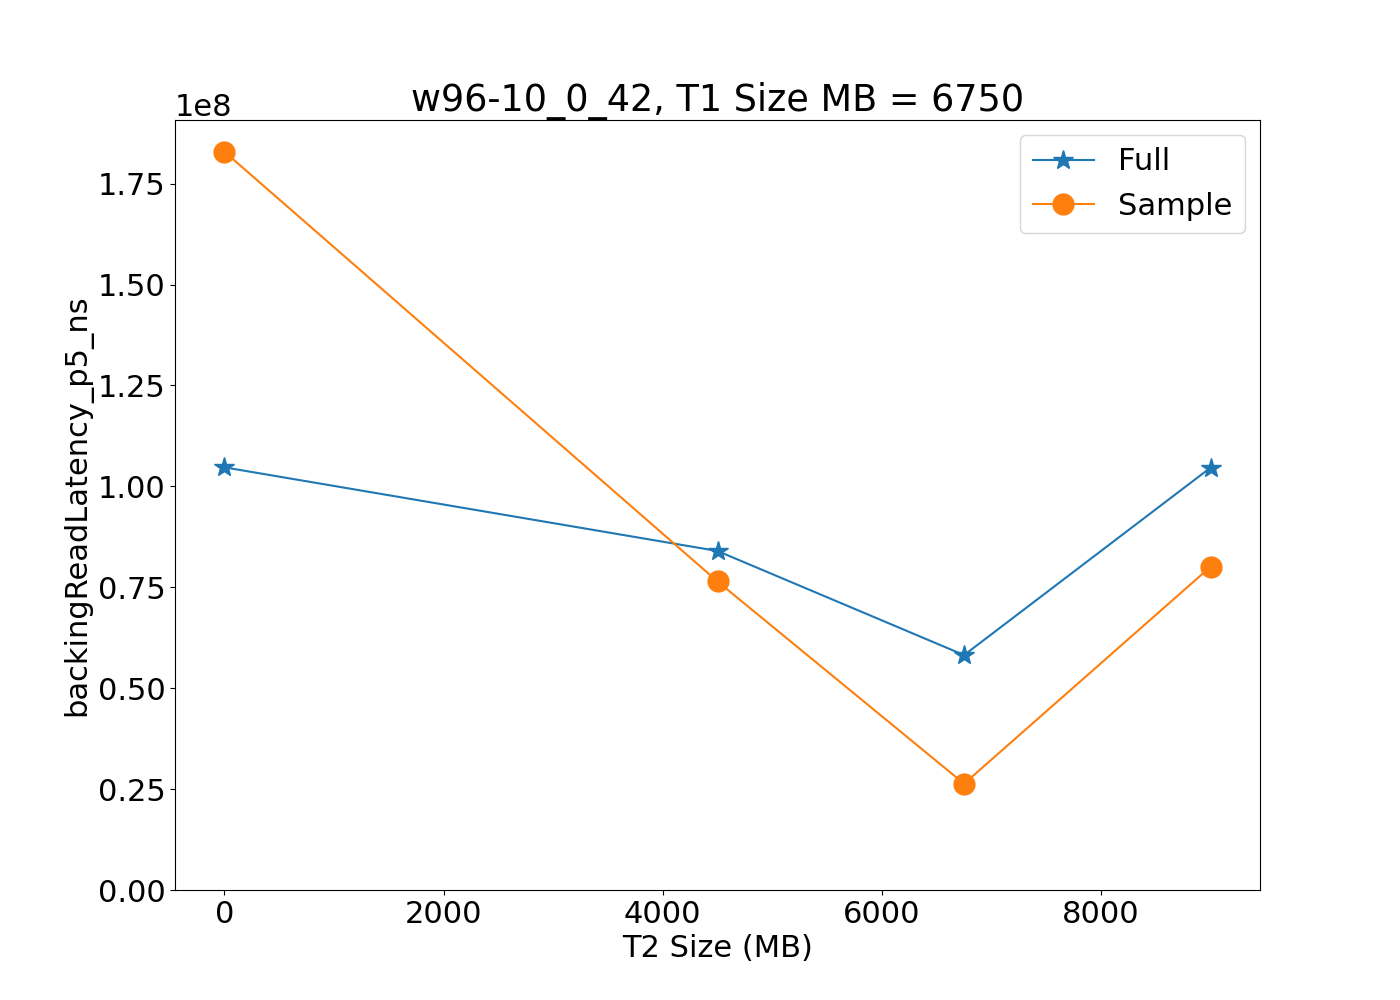 w96-10_0_42, T1 Size MB = 6750
1e8
Full
Sample
1.75
1.50
1.25
1.00
0.75
0.50
0.25
0.00
backingReadLatency_p5_ns
0 2000 4000 6000 8000
T2 Size (MB)